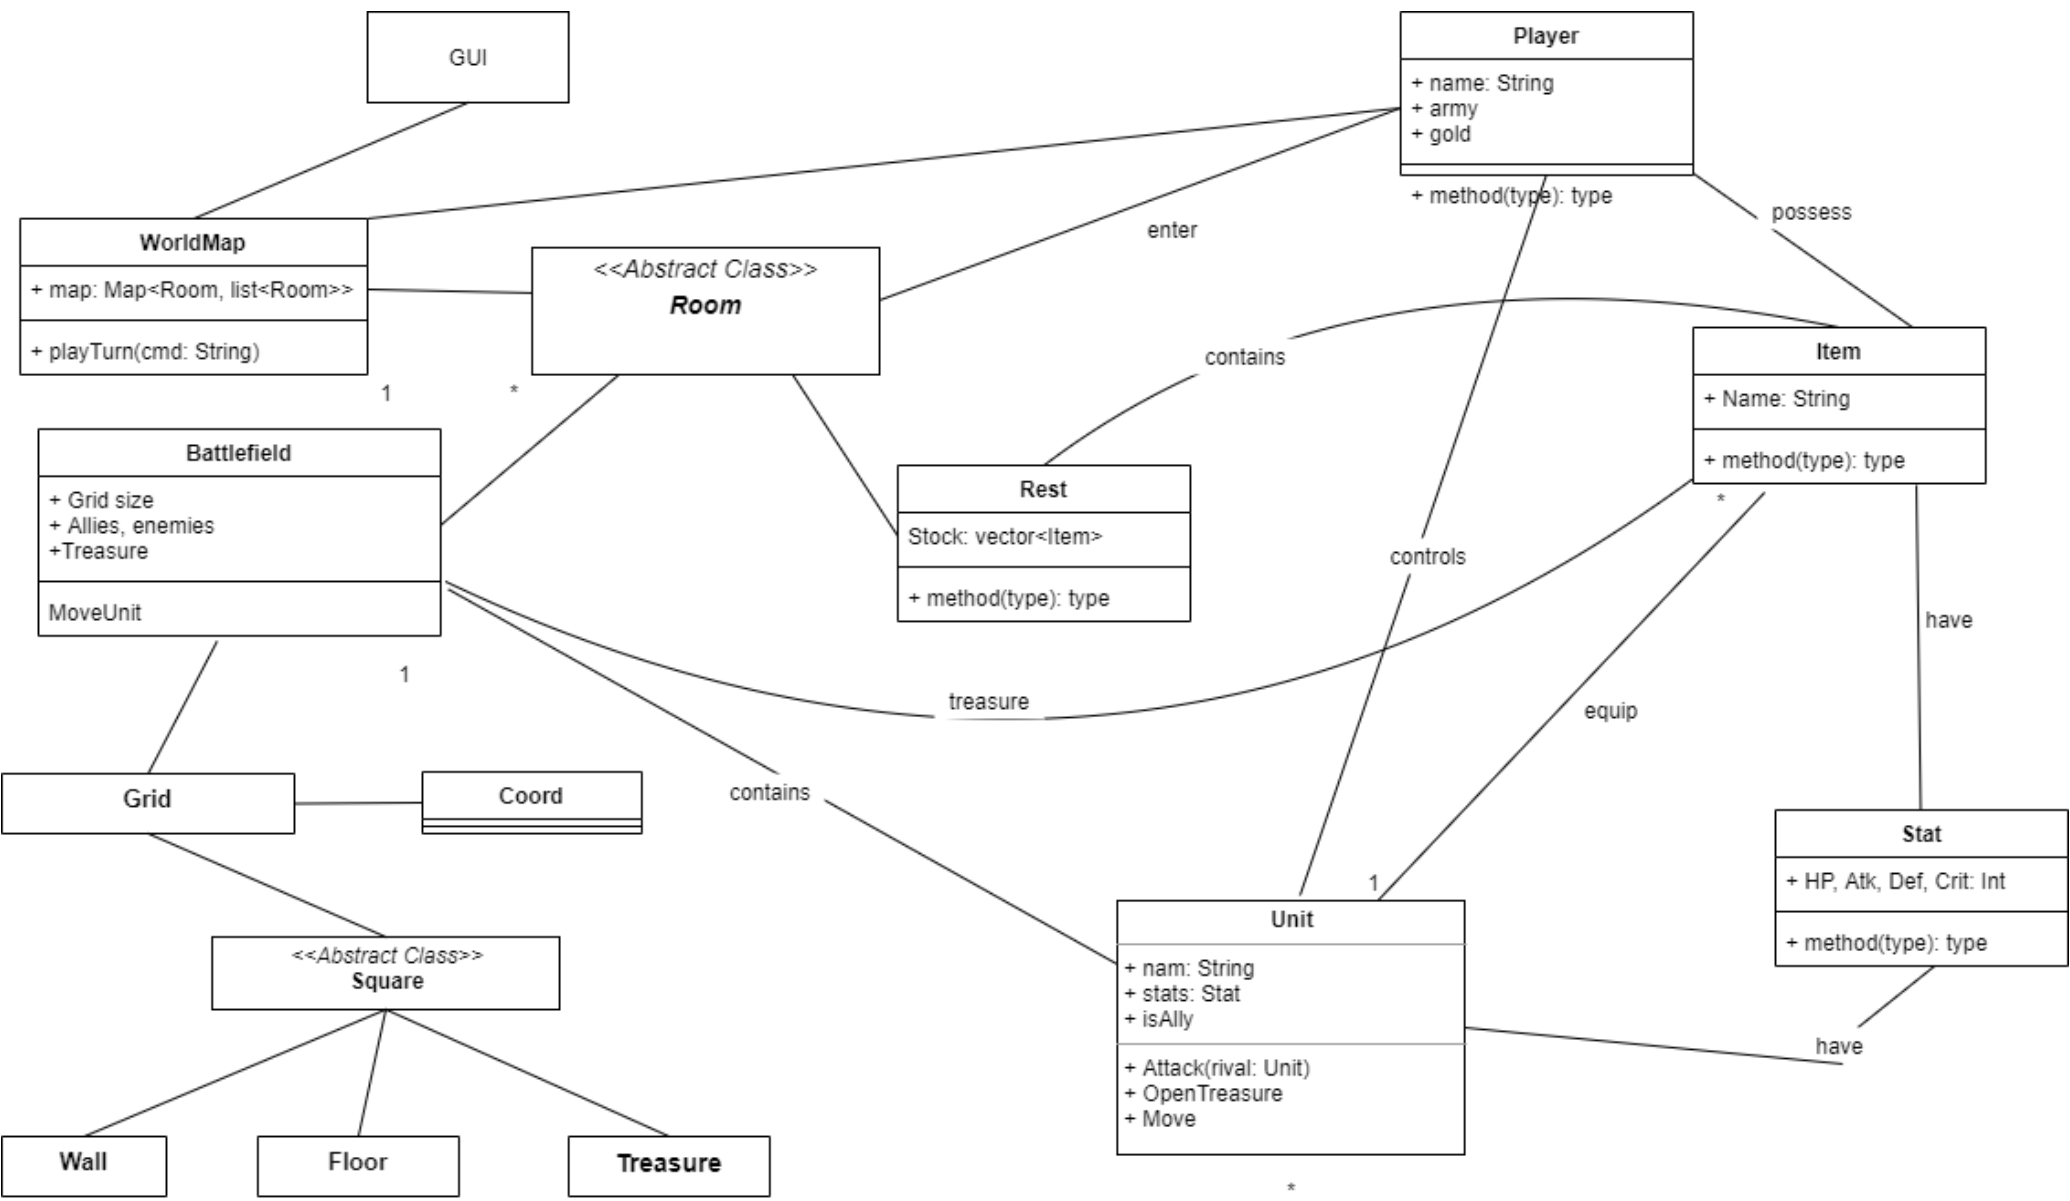 GUI
Player
+ name: String
+ army
+ gold
+ method(type): type
possess
enter
WorldMap
+ map: Map<Room, list<Room>>
+ playTurn(cmd: String)
<<Abstract Class>>
Room
1
*
contains
Item
+ Name: String
+ method(type): type
*
Battlefield
+ Grid size
+ Allies, enemies
+Treasure
MoveUnit
1
Rest
Stock: vector<Item>
+ method(type): type
controls
have
treasure
equip
contains
Grid
Coord
Stat
+ HP, Atk, Def, Crit: Int
+ method(type): type
1
Unit
+ nam: String
+ stats: Stat
+ isAlly
+ Attack(rival: Unit)
+ OpenTreasure
+ Move
*
have
<<Abstract Class>>
Square
Wall
Floor
Treasure